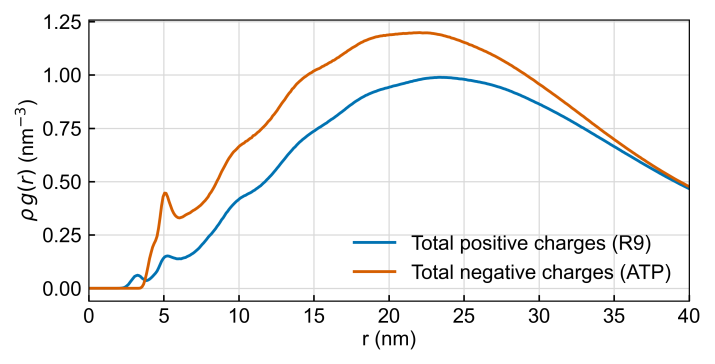 1.25
1.00
0.75
0.50
0.25
0.00
ρ g(r) (nm⁻³)
Total positive charges (R9)
Total negative charges (ATP)
0 5 10 15 20 25 30 35 40
r (nm)